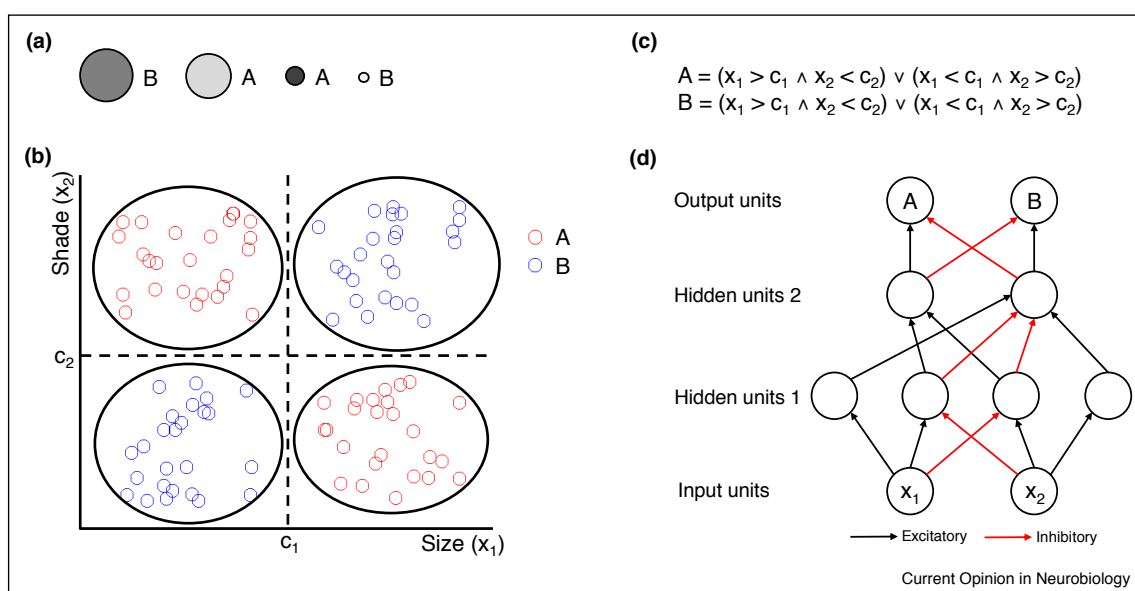 (a)
B
A
A
B
(b)
Shade (x₂)
c₂
c₁
Size (x₁)
A
B
(c)
A = (x₁ > c₁ ∧ x₂ < c₂) ∨ (x₁ < c₁ ∧ x₂ > c₂)
B = (x₁ > c₁ ∧ x₂ < c₂) ∨ (x₁ < c₁ ∧ x₂ > c₂)
(d)
Output units
A
B
Hidden units 2
Hidden units 1
Input units
x₁
x₂
Excitatory
Inhibitory
Current Opinion in Neurobiology